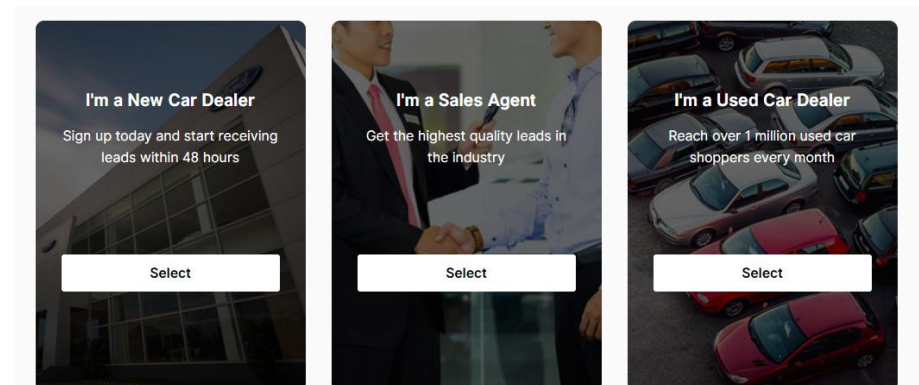 I'm a New Car Dealer
Sign up today and start receiving
leads within 48 hours
Select
I'm a Sales Agent
Get the highest quality leads in
the industry
Select
I'm a Used Car Dealer
Reach over 1 million used car
shoppers every month
Select